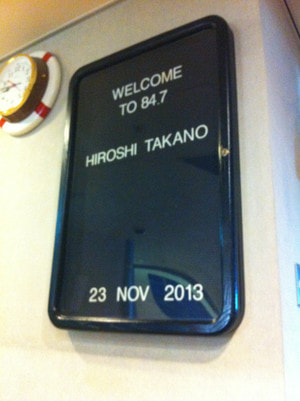 WELCOME
TO 84.7
HIROSHI TAKANO
23 NOV 2013